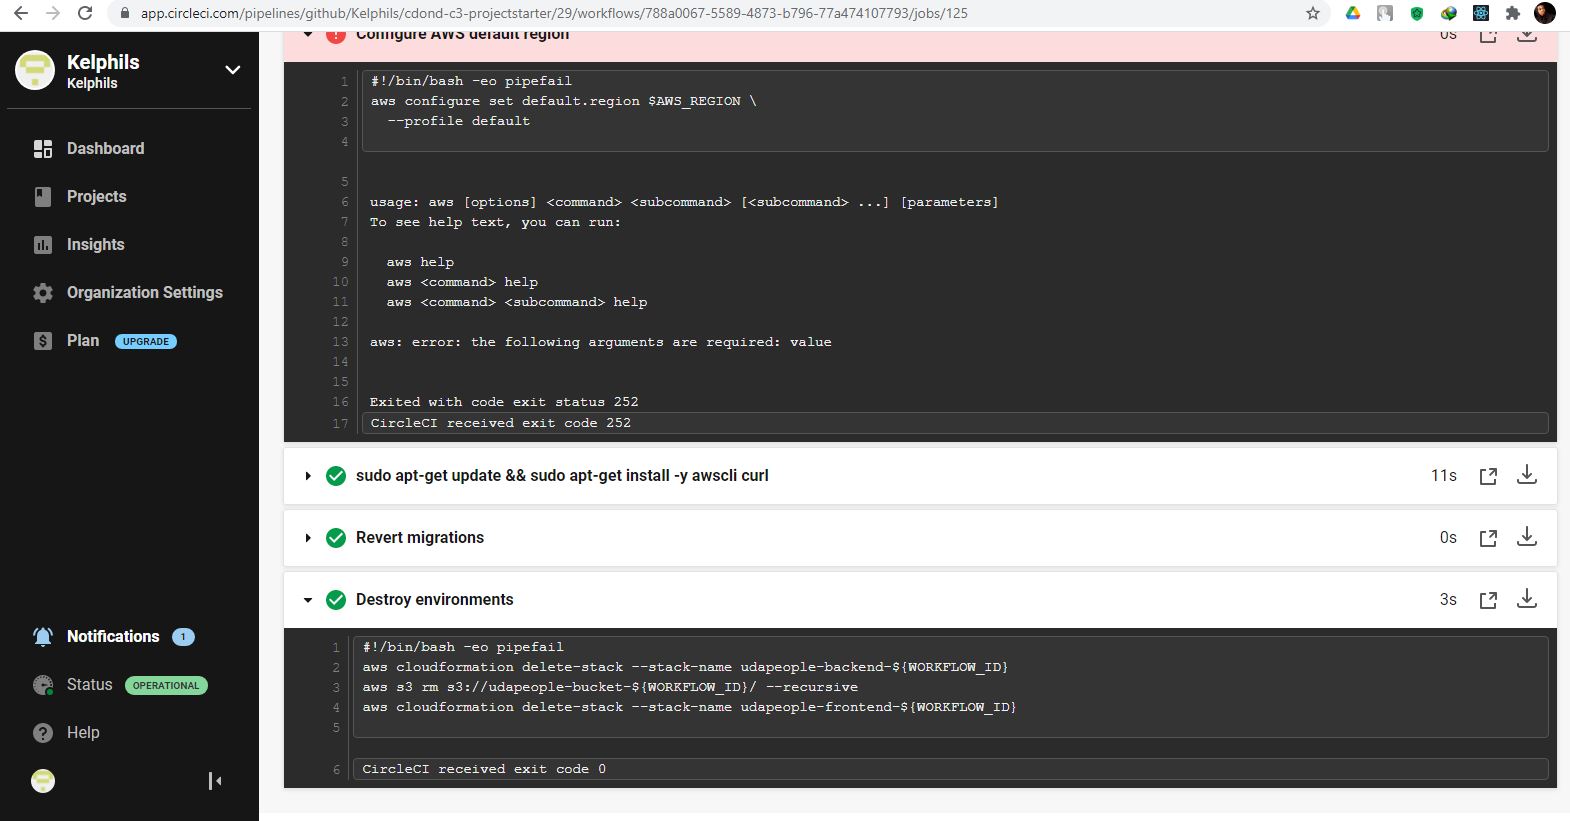 app.circleci.com/pipelines/github/Kelphils/cdond-c3-projectstarter/29/workflows/788a0067-5589-4873-b796-77a474107793/jobs/125
Kelphils
Kelphils
Dashboard
Projects
Insights
Organization Settings
Plan UPGRADE
Notifications 1
Status OPERATIONAL
Help
Configure AWS default region 0s
1 #!/bin/bash -eo pipefail
2 aws configure set default.region $AWS_REGION \
3 --profile default
4
5
6 usage: aws [options] <command> <subcommand> [<subcommand> ...] [parameters]
7 To see help text, you can run:
8
9 aws help
10 aws <command> help
11 aws <command> <subcommand> help
12
13 aws: error: the following arguments are required: value
14
15
16 Exited with code exit status 252
17 CircleCI received exit code 252
sudo apt-get update && sudo apt-get install -y awscli curl 11s
Revert migrations 0s
Destroy environments 3s
1 #!/bin/bash -eo pipefail
2 aws cloudformation delete-stack --stack-name udapeople-backend-${WORKFLOW_ID}
3 aws s3 rm s3://udapeople-bucket-${WORKFLOW_ID}/ --recursive
4 aws cloudformation delete-stack --stack-name udapeople-frontend-${WORKFLOW_ID}
5
6 CircleCI received exit code 0